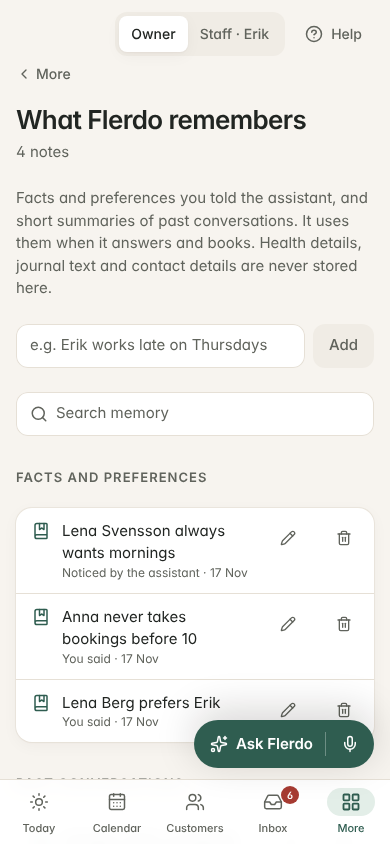 Owner
Staff · Erik
Help
More
What Flerdo remembers
4 notes
Facts and preferences you told the assistant, and
short summaries of past conversations. It uses
them when it answers and books. Health details,
journal text and contact details are never stored
here.
e.g. Erik works late on Thursdays
Add
Search memory
FACTS AND PREFERENCES
Lena Svensson always
wants mornings
Noticed by the assistant · 17 Nov
Anna never takes
bookings before 10
You said · 17 Nov
Lena Berg prefers Erik
You said · 17 Nov
Ask Flerdo
6
Today
Calendar
Customers
Inbox
More